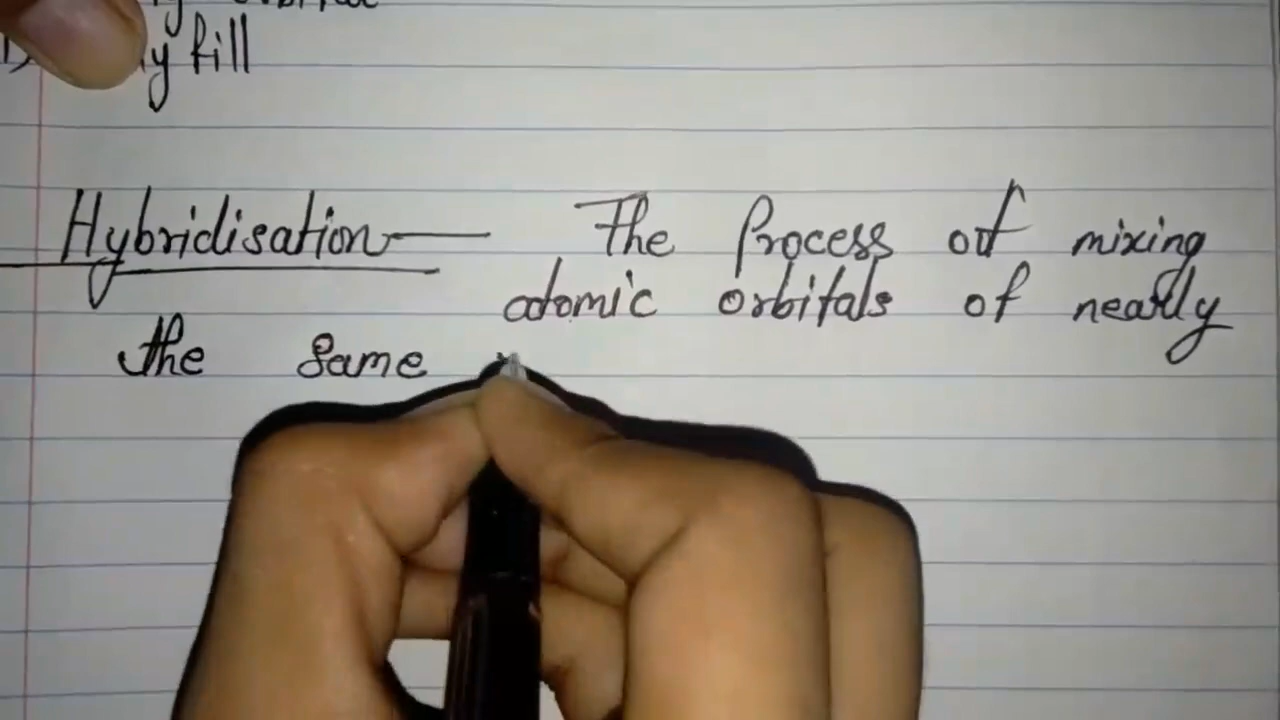 fill
Hybridisation — The Process of mixing
atomic orbitals of nearly
the same